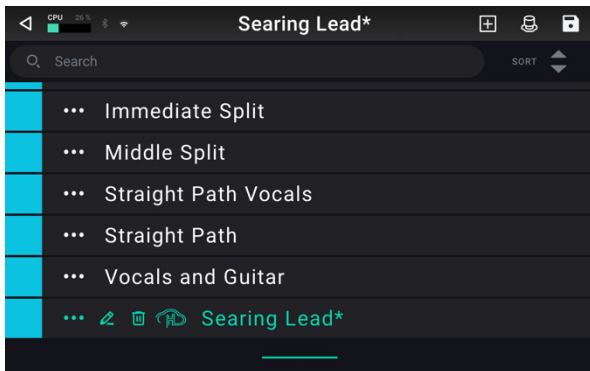 CPU 26% Searing Lead*
Search SORT
Immediate Split
Middle Split
Straight Path Vocals
Straight Path
Vocals and Guitar
Searing Lead*